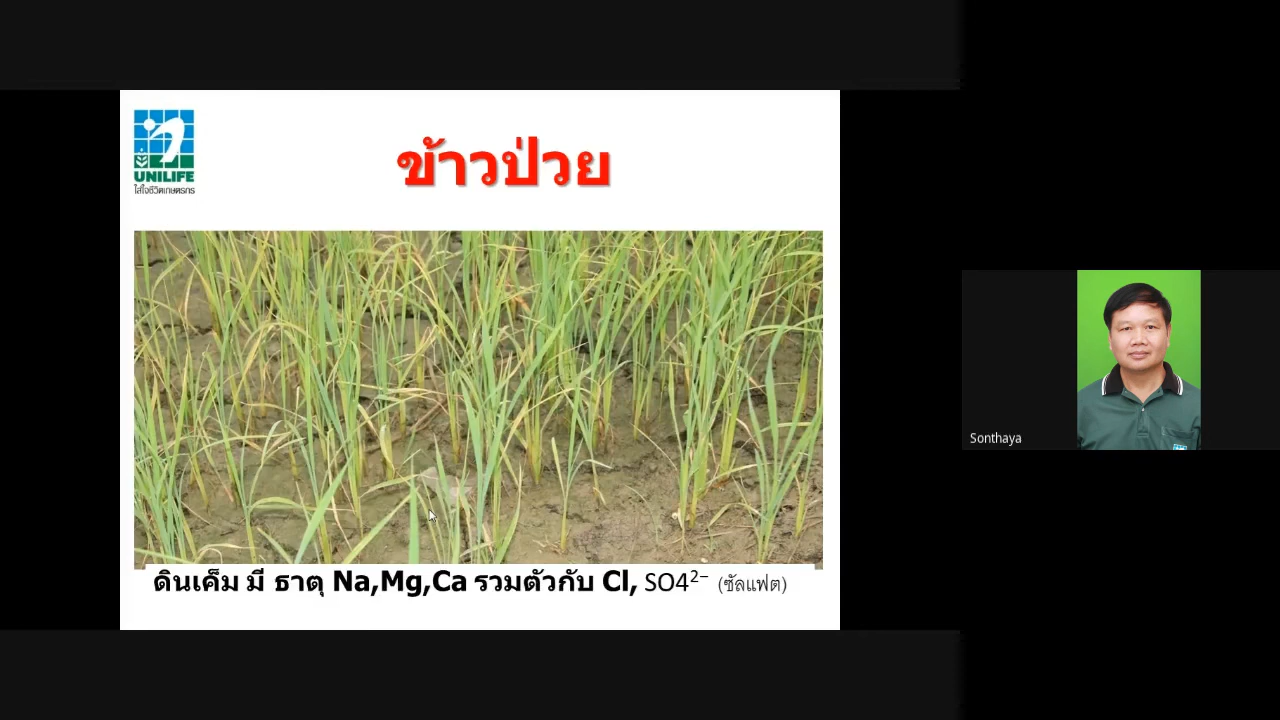 UNILIFE
ใส่ใจชีวิตเกษตรกร
ข้าวป่วย
ดินเค็ม มี ธาตุ Na,Mg,Ca รวมตัวกับ Cl, SO4²⁻ (ซัลแฟต)
Sonthaya